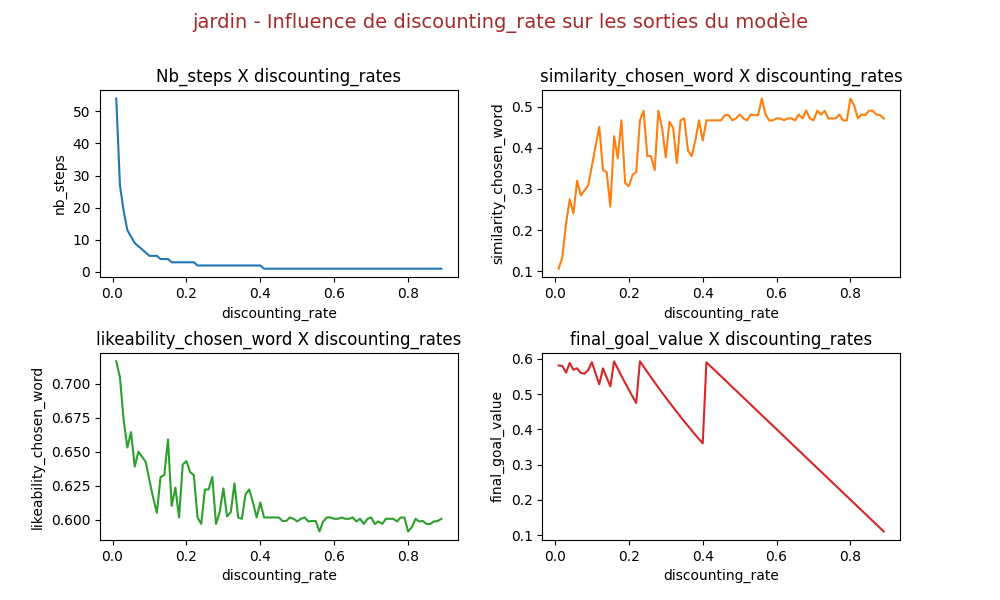 jardin - Influence de discounting_rate sur les sorties du modèle
Nb_steps X discounting_rates
similarity_chosen_word X discounting_rates
nb_steps
50
40
30
20
10
0
0.0 0.2 0.4 0.6 0.8
discounting_rate
similarity_chosen_word
0.5
0.4
0.3
0.2
0.1
0.0 0.2 0.4 0.6 0.8
discounting_rate
likeability_chosen_word X discounting_rates
final_goal_value X discounting_rates
likeability_chosen_word
0.700
0.675
0.650
0.625
0.600
0.0 0.2 0.4 0.6 0.8
discounting_rate
final_goal_value
0.6
0.5
0.4
0.3
0.2
0.1
0.0 0.2 0.4 0.6 0.8
discounting_rate